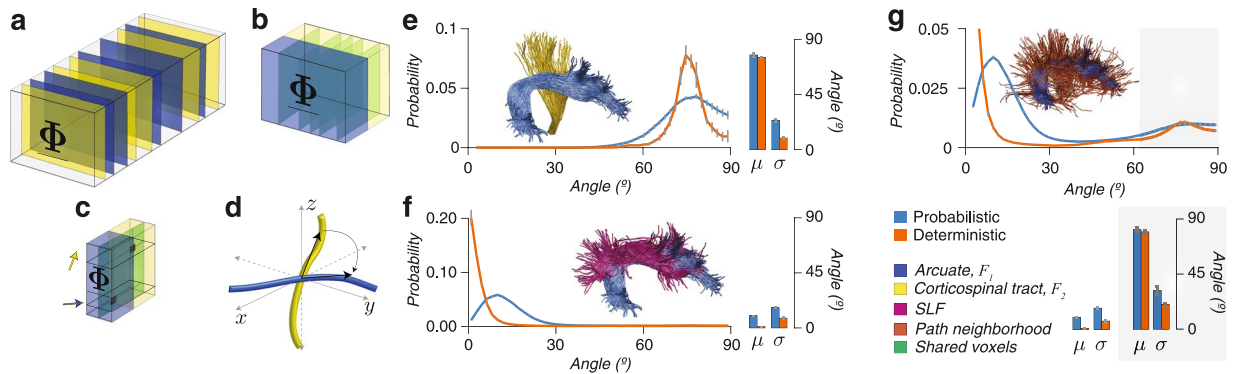 a
Φ
b
Φ
c
Φ
d
z
x
y
e
0.1
0.05
0
Probability
0
30
60
90
Angle (º)
90
45
0
Angle (º)
μ σ
f
0.20
0.10
0.00
Probability
0
30
60
90
Angle (º)
90
45
0
Angle (º)
μ σ
g
0.05
0.025
0
Probability
0
30
60
90
Angle (º)
Probabilistic
Deterministic
Arcuate, F1
Corticospinal tract, F2
SLF
Path neighborhood
Shared voxels
90
45
0
Angle (º)
μ σ
μ σ